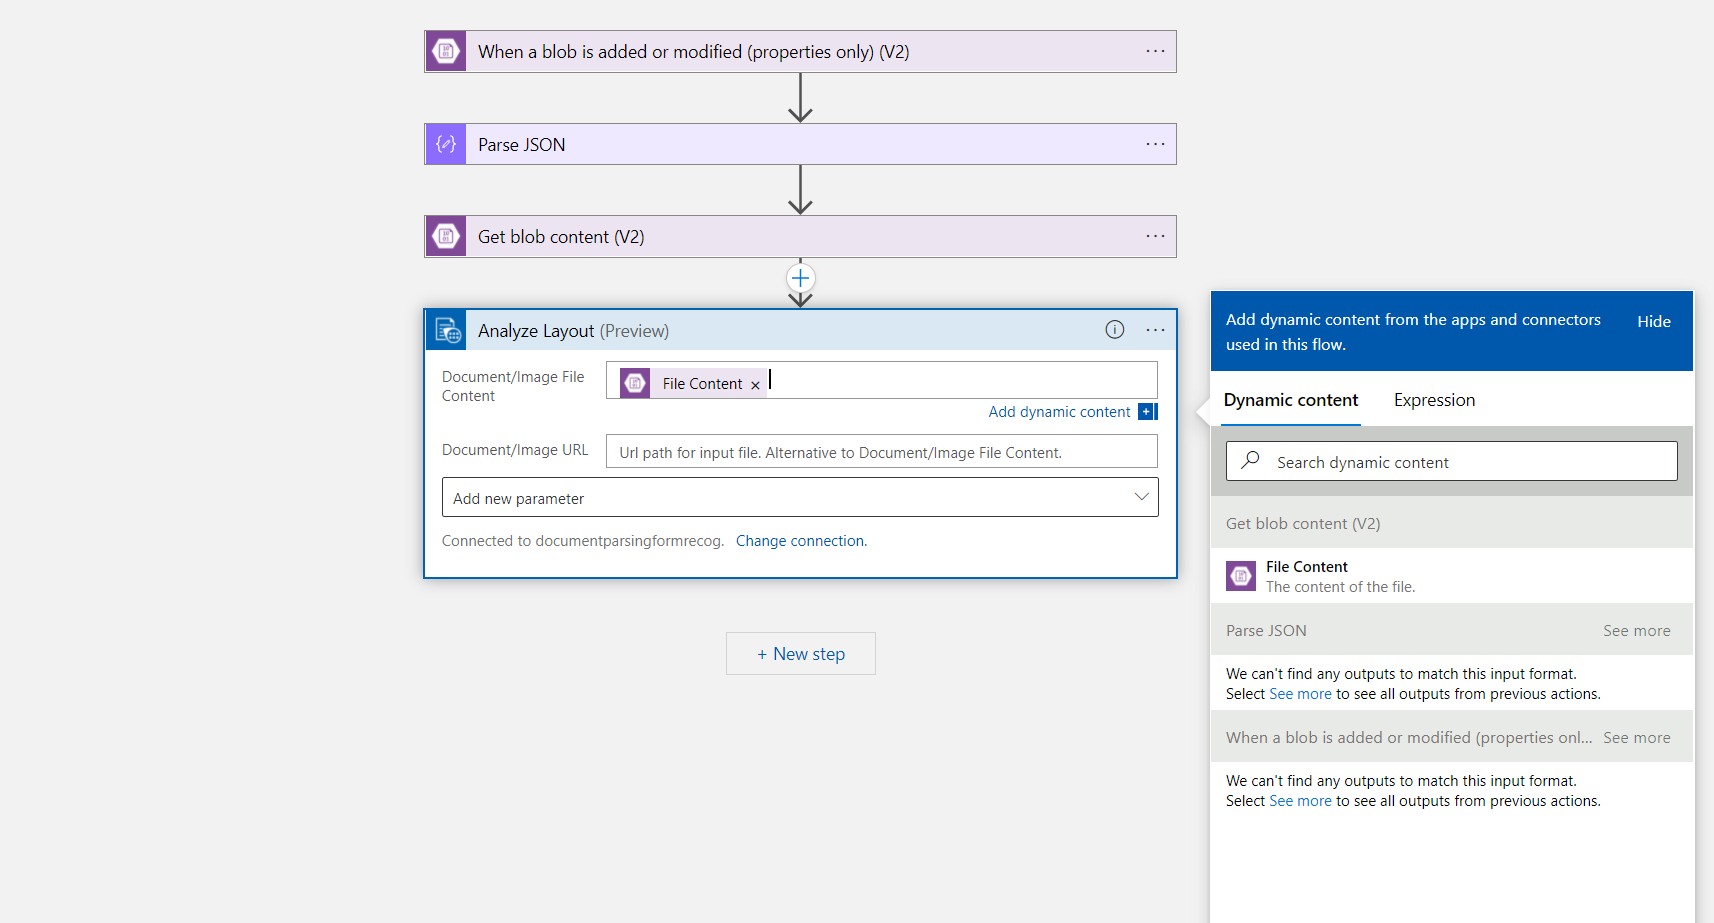 When a blob is added or modified (properties only) (V2)
Parse JSON
Get blob content (V2)
Analyze Layout (Preview)
Document/Image File
Content
File Content
Add dynamic content
Document/Image URL
Url path for input file. Alternative to Document/Image File Content.
Add new parameter
Connected to documentparsingformrecog. Change connection.
+ New step
Add dynamic content from the apps and connectors
used in this flow.
Hide
Dynamic content
Expression
Search dynamic content
Get blob content (V2)
File Content
The content of the file.
Parse JSON
See more
We can't find any outputs to match this input format.
Select See more to see all outputs from previous actions.
When a blob is added or modified (properties onl...
See more
We can't find any outputs to match this input format.
Select See more to see all outputs from previous actions.